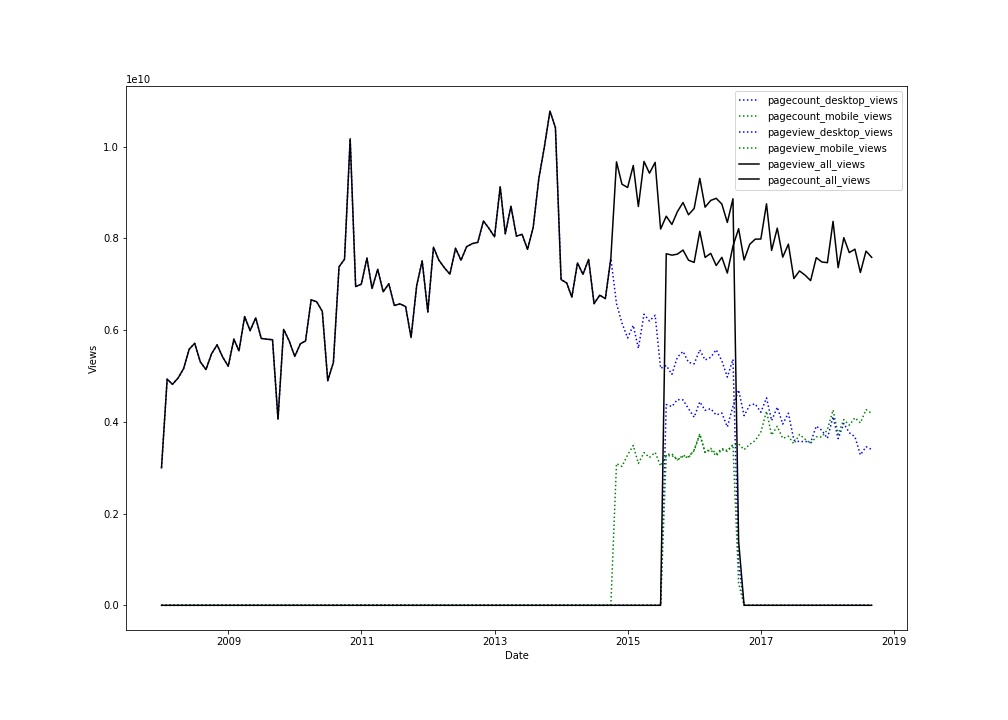 1e10
pagecount_desktop_views
pagecount_mobile_views
pageview_desktop_views
pageview_mobile_views
pageview_all_views
pagecount_all_views
1.0
0.8
0.6
0.4
0.2
0.0
Views
2009 2011 2013 2015 2017 2019
Date